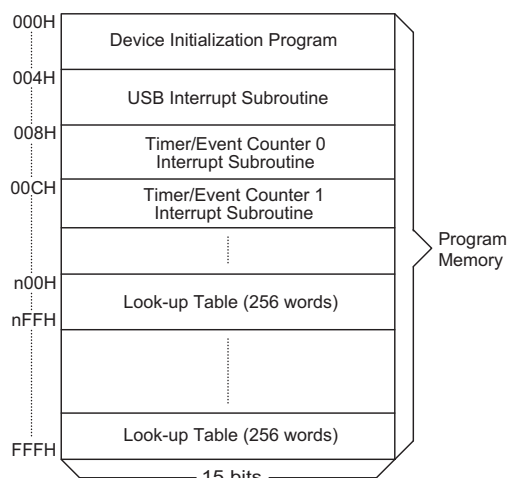 000H
Device Initialization Program
004H
USB Interrupt Subroutine
008H
Timer/Event Counter 0
Interrupt Subroutine
00CH
Timer/Event Counter 1
Interrupt Subroutine
Program
Memory
n00H
Look-up Table (256 words)
nFFH
Look-up Table (256 words)
FFFH
15 bits